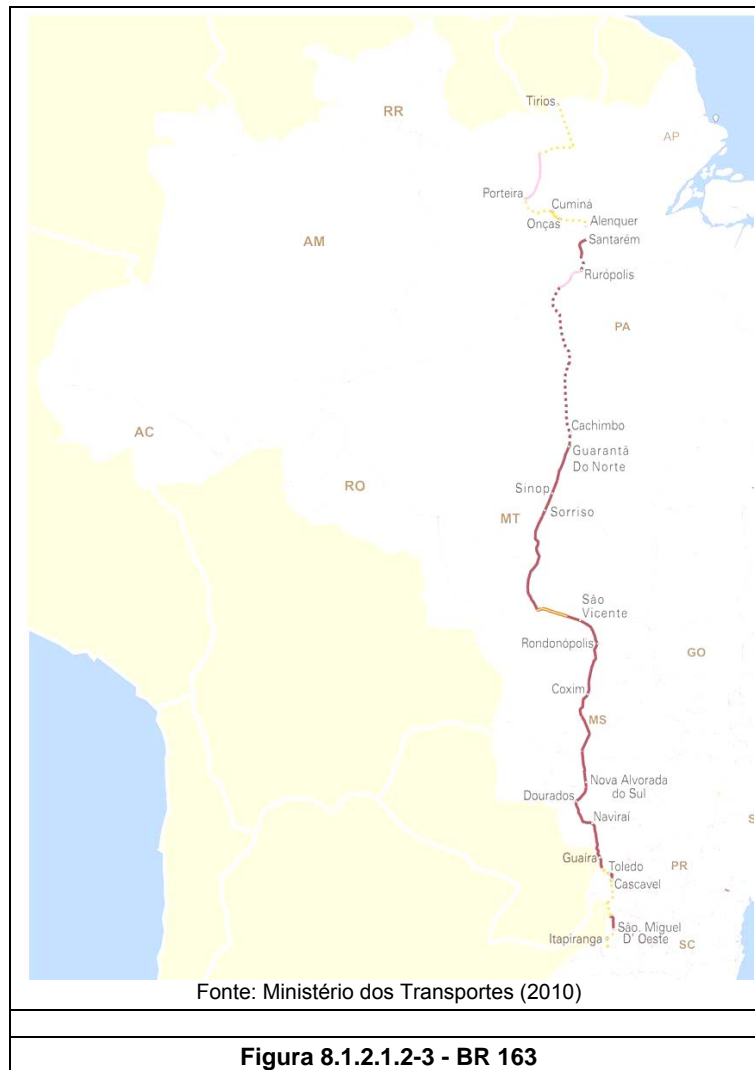 Tirios
RR
AP
Porteira
Cuminá
Onças
Alenquer
Santarém
AM
Rurópolis
PA
Cachimbo
AC
Guarantã
Do Norte
RO
Sinop
MT
Sorriso
São
Vicente
Rondonópolis
GO
Coxim
MS
Nova Alvorada
do Sul
Dourados
Naviraí
S
Guaíra
Toledo
PR
Cascavel
São. Miguel
D' Oeste
Itapiranga
SC
Fonte: Ministério dos Transportes (2010)
Figura 8.1.2.1.2-3 - BR 163